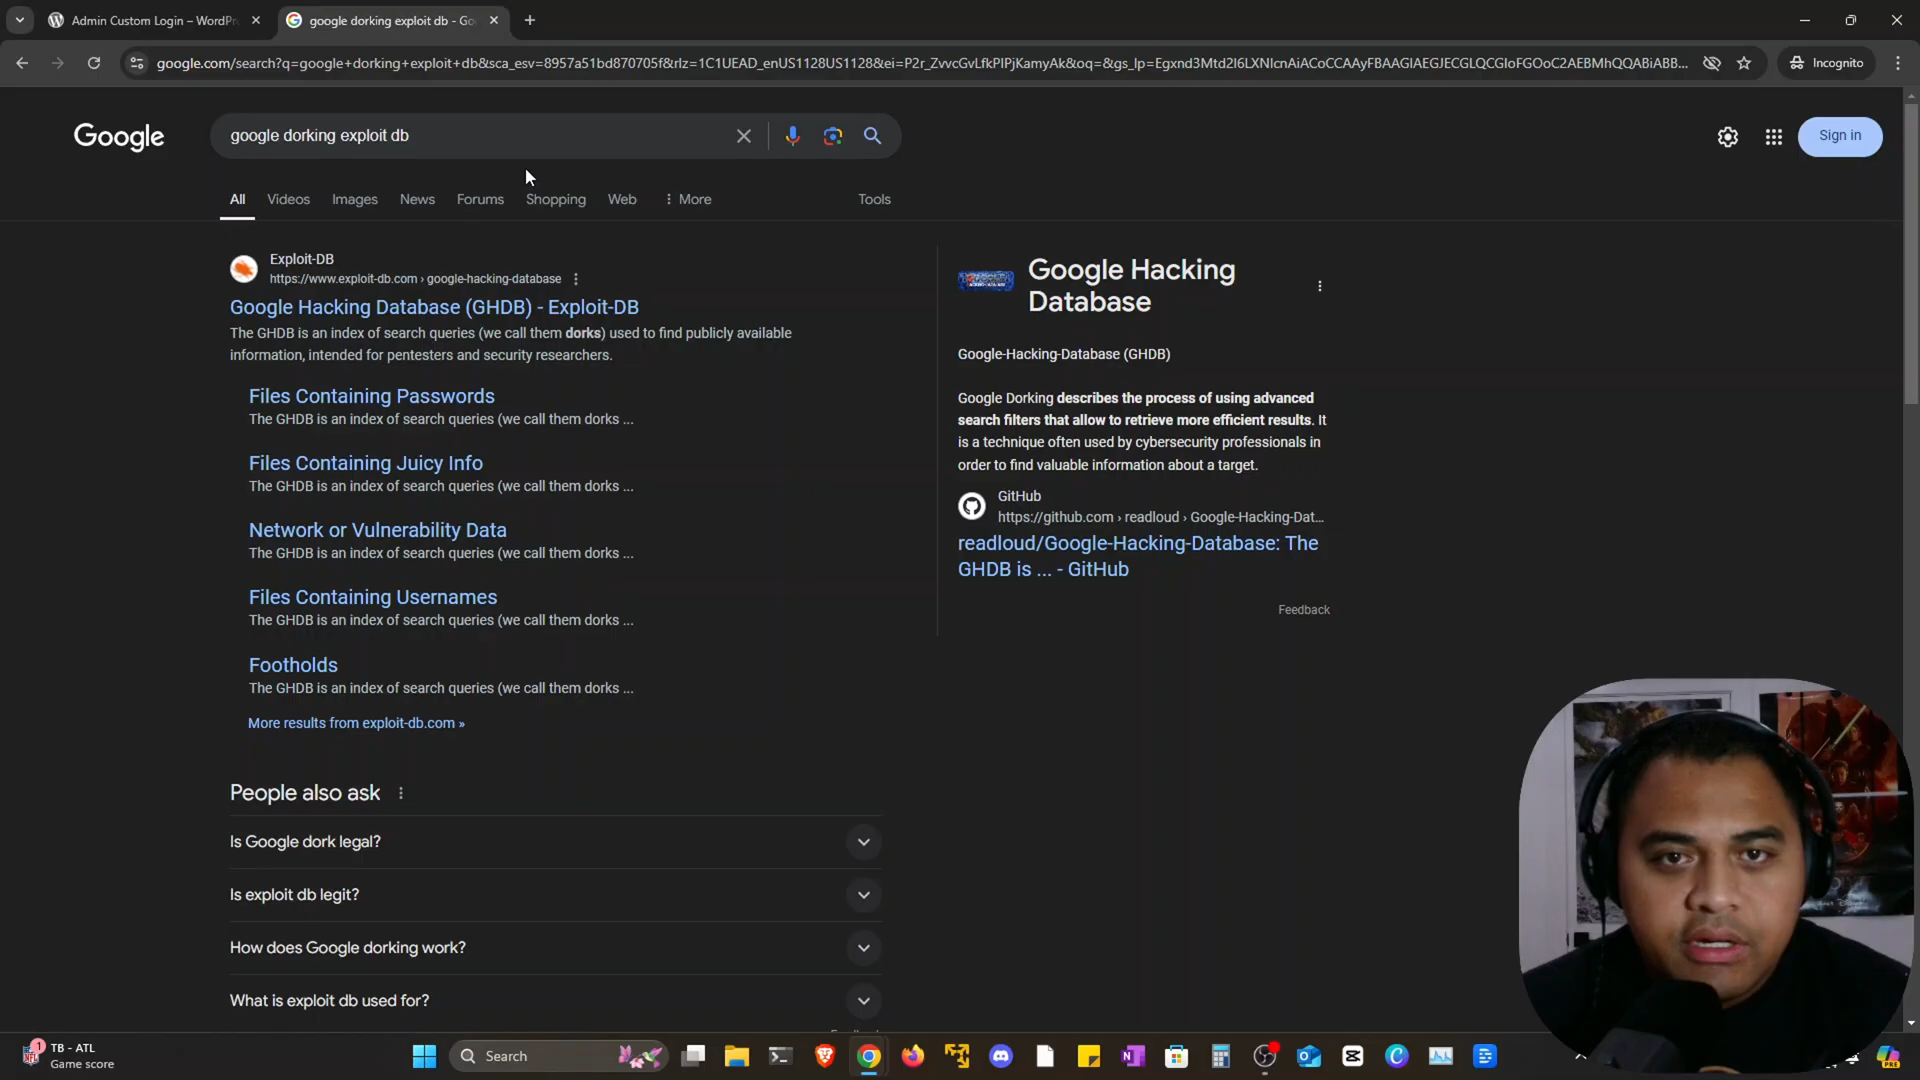 Admin Custom Login – WordPr
google dorking exploit db - Go
google.com/search?q=google+dorking+exploit+db&sca_esv=8957a51bd870705f&rlz=1C1UEAD_enUS1128US1128&ei=P2r_ZvvcGvLfkPIPjKamyAk&oq=&gs_lp=Egxnd3Mtd2l6LXNlcnAiACoCCAAyFBAAGIAEGJECGLQCGIoFGOoC2AEBMhQQABiABB...
Incognito
Google
google dorking exploit db
Sign in
All
Videos
Images
News
Forums
Shopping
Web
More
Tools
Exploit-DB
https://www.exploit-db.com › google-hacking-database
Google Hacking Database (GHDB) - Exploit-DB
The GHDB is an index of search queries (we call them dorks) used to find publicly available
information, intended for pentesters and security researchers.
Files Containing Passwords
The GHDB is an index of search queries (we call them dorks ...
Files Containing Juicy Info
The GHDB is an index of search queries (we call them dorks ...
Network or Vulnerability Data
The GHDB is an index of search queries (we call them dorks ...
Files Containing Usernames
The GHDB is an index of search queries (we call them dorks ...
Footholds
The GHDB is an index of search queries (we call them dorks ...
More results from exploit-db.com »
People also ask
Is Google dork legal?
Is exploit db legit?
How does Google dorking work?
What is exploit db used for?
Google Hacking
Database
Google-Hacking-Database (GHDB)
Google Dorking describes the process of using advanced
search filters that allow to retrieve more efficient results. It
is a technique often used by cybersecurity professionals in
order to find valuable information about a target.
GitHub
https://github.com › readloud › Google-Hacking-Dat...
readloud/Google-Hacking-Database: The
GHDB is ... - GitHub
Feedback
1
TB - ATL
Game score
Search
PRE